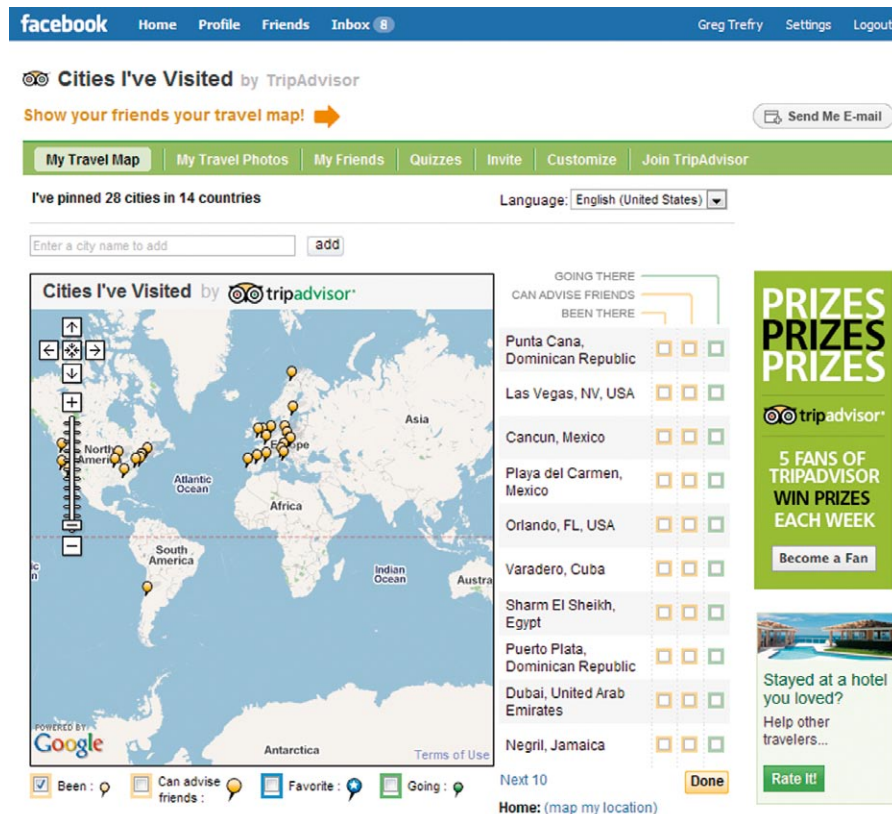 facebook Home Profile Friends Inbox 8 Greg Trefry Settings Logout
Cities I've Visited by TripAdvisor
Show your friends your travel map!
Send Me E-mail
My Travel Map My Travel Photos My Friends Quizzes Invite Customize Join TripAdvisor
I've pinned 28 cities in 14 countries
Language: English (United States)
Enter a city name to add
add
Cities I've Visited by tripadvisor
North
America
Europe
Asia
Atlantic
Ocean
Africa
South
America
Indian
Ocean
Austra
ic
n
Antarctica
POWERED BY
Google
Terms of Use
Been :
Can advise
friends :
Favorite :
Going :
GOING THERE
CAN ADVISE FRIENDS
BEEN THERE
Punta Cana,
Dominican Republic
Las Vegas, NV, USA
Cancun, Mexico
Playa del Carmen,
Mexico
Orlando, FL, USA
Varadero, Cuba
Sharm El Sheikh,
Egypt
Puerto Plata,
Dominican Republic
Dubai, United Arab
Emirates
Negril, Jamaica
Next 10
Done
Home: (map my location)
PRIZES
PRIZES
PRIZES
tripadvisor
5 FANS OF
TRIPADVISOR
WIN PRIZES
EACH WEEK
Become a Fan
Stayed at a hotel
you loved?
Help other
travelers...
Rate It!